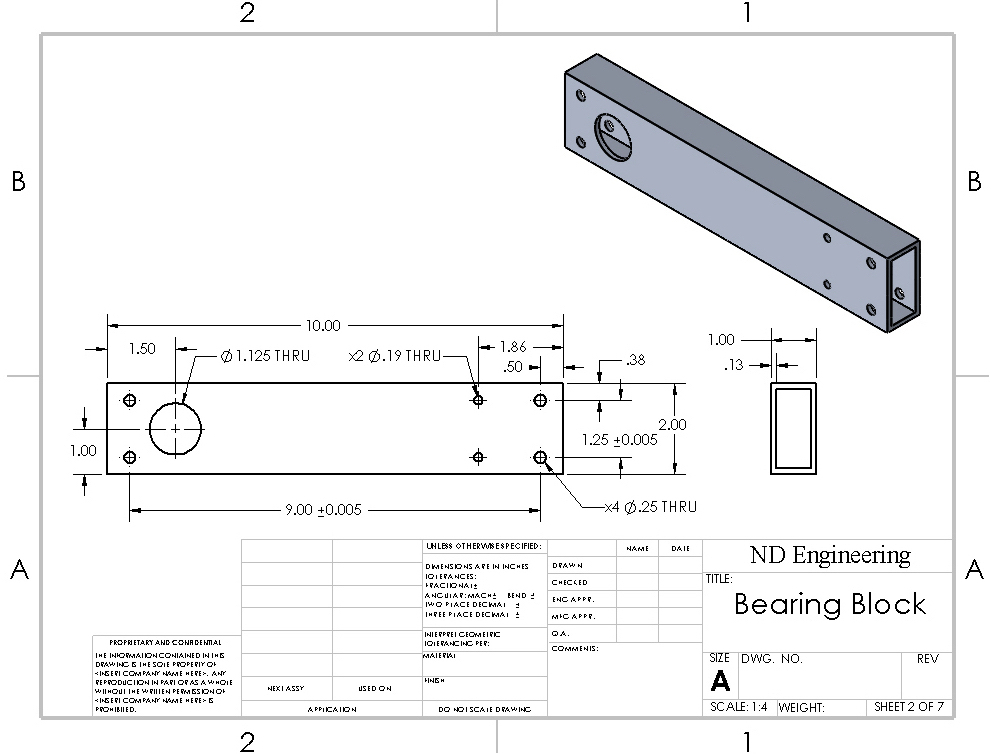 2
1
B
B
10.00
1.50
Ø1.125 THRU
x2 Ø.19 THRU
1.86
.50
.38
1.00
.13
1.25 ±0.005
2.00
1.00
x4 Ø.25 THRU
9.00 ±0.005
A
A
UNLESS OTHERWISE SPECIFIED:
DIMENSIONS ARE IN INCHES
TOLERANCES:
FRACTIONAL±
ANGULAR: MACH± BEND ±
TWO PLACE DECIMAL ±
THREE PLACE DECIMAL ±
INTERPRET GEOMETRIC
TOLERANCING PER:
MATERIAL
FINISH
DO NOT SCALE DRAWING
NAME DATE
DRAWN
CHECKED
ENG APPR.
MFG APPR.
Q.A.
COMMENTS:
ND Engineering
TITLE:
Bearing Block
SIZE DWG. NO. REV
A
SCALE: 1:4 WEIGHT: SHEET 2 OF 7
PROPRIETARY AND CONFIDENTIAL
THE INFORMATION CONTAINED IN THIS
DRAWING IS THE SOLE PROPERTY OF
<INSERT COMPANY NAME HERE>. ANY
REPRODUCTION IN PART OR AS A WHOLE
WITHOUT THE WRITTEN PERMISSION OF
<INSERT COMPANY NAME HERE> IS
PROHIBITED.
NEXT ASSY USED ON
APPLICATION
2
1